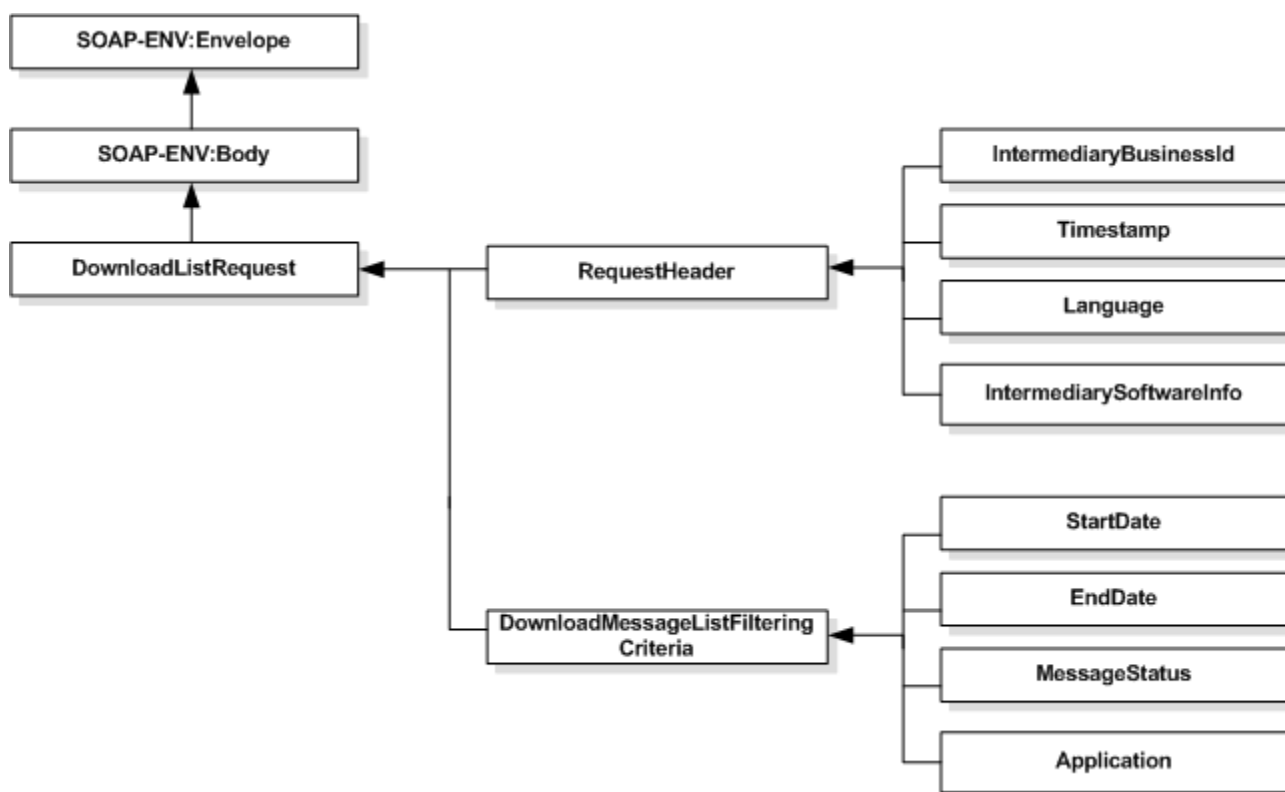 SOAP-ENV:Envelope
SOAP-ENV:Body
DownloadListRequest
RequestHeader
IntermediaryBusinessId
Timestamp
Language
IntermediarySoftwareInfo
DownloadMessageListFiltering
Criteria
StartDate
EndDate
MessageStatus
Application